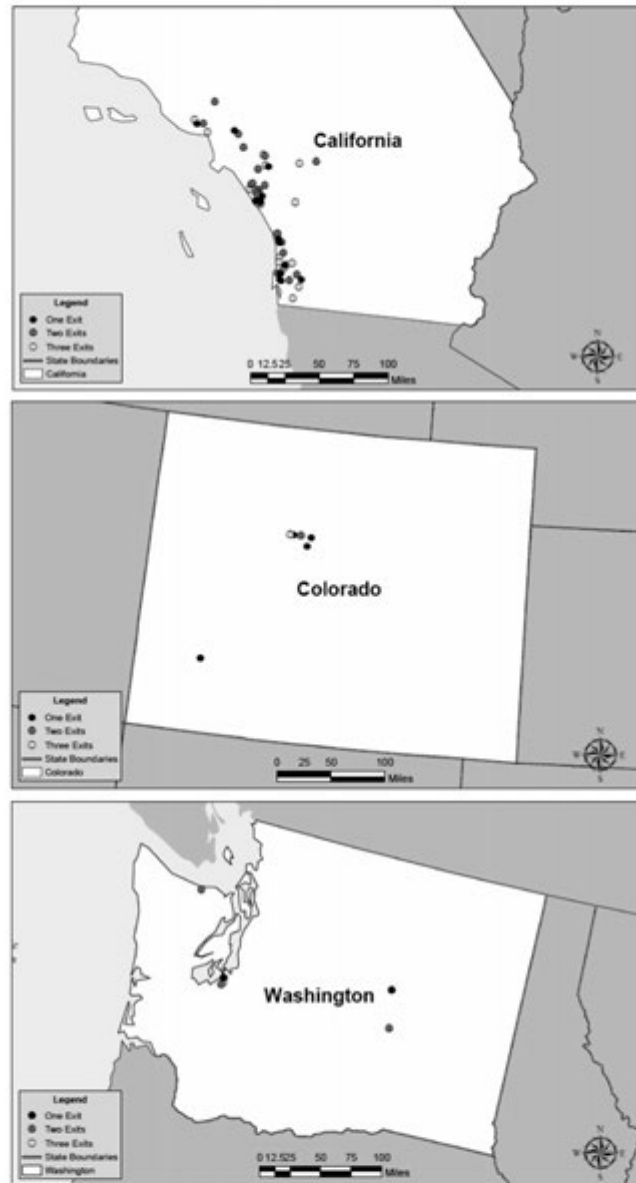 California
Legend
One Exit
Two Exits
Three Exits
State Boundaries
California
0 12.5 25 50 75 100
Miles
N
W E
S
Colorado
Legend
One Exit
Two Exits
Three Exits
State Boundaries
Colorado
0 25 50 100
Miles
N
W E
S
Washington
Legend
One Exit
Two Exits
Three Exits
State Boundaries
Washington
0 12.525 50 75 100
Miles
N
W E
S